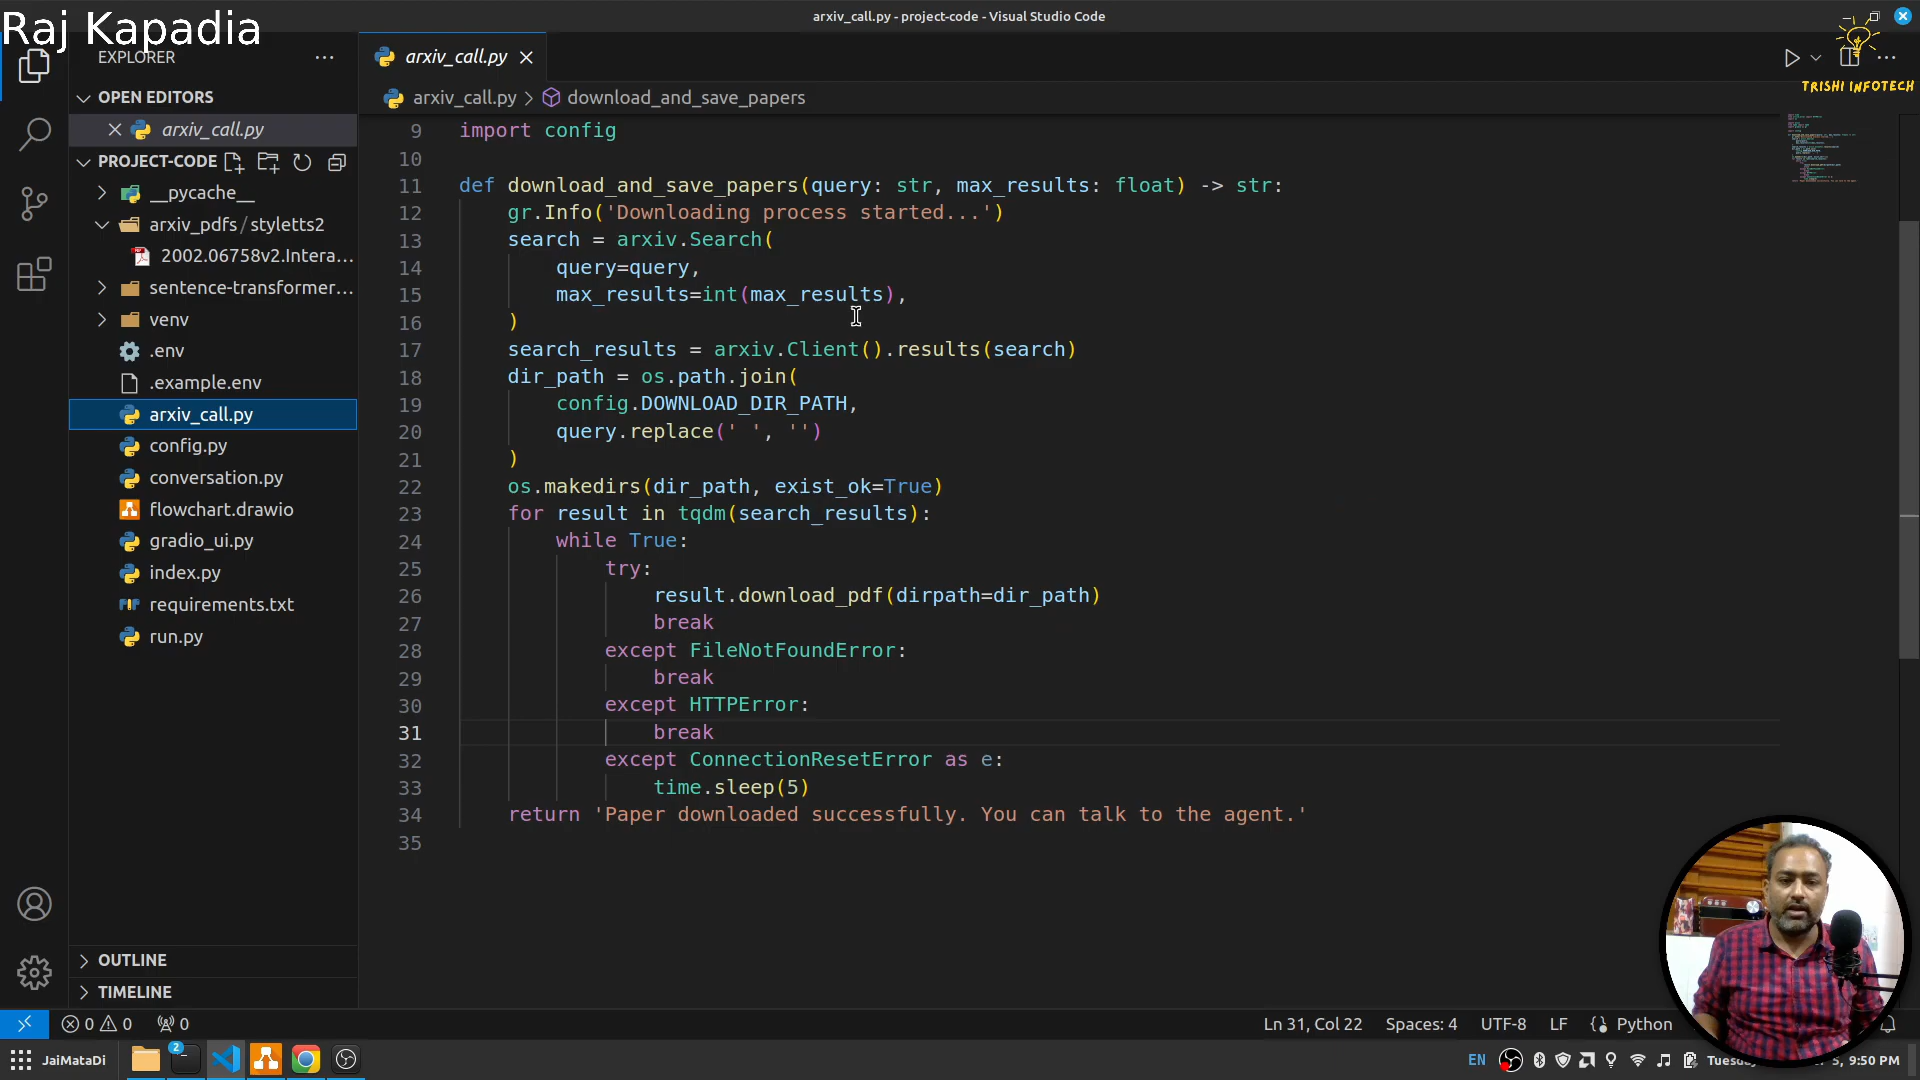 Raj Kapadia
arxiv_call.py - project-code - Visual Studio Code
EXPLORER
OPEN EDITORS
arxiv_call.py
PROJECT-CODE
__pycache__
arxiv_pdfs / styletts2
2002.06758v2.Intera...
sentence-transformer...
venv
.env
.example.env
arxiv_call.py
config.py
conversation.py
flowchart.drawio
gradio_ui.py
index.py
requirements.txt
run.py
OUTLINE
TIMELINE
arxiv_call.py
TRISHI INFOTECH
arxiv_call.py > download_and_save_papers
9 import config
10
11 def download_and_save_papers(query: str, max_results: float) -> str:
12 gr.Info('Downloading process started...')
13 search = arxiv.Search(
14 query=query,
15 max_results=int(max_results),
16 )
17 search_results = arxiv.Client().results(search)
18 dir_path = os.path.join(
19 config.DOWNLOAD_DIR_PATH,
20 query.replace(' ', '')
21 )
22 os.makedirs(dir_path, exist_ok=True)
23 for result in tqdm(search_results):
24 while True:
25 try:
26 result.download_pdf(dirpath=dir_path)
27 break
28 except FileNotFoundError:
29 break
30 except HTTPError:
31 break
32 except ConnectionResetError as e:
33 time.sleep(5)
34 return 'Paper downloaded successfully. You can talk to the agent.'
35
0 0 0
Ln 31, Col 22 Spaces: 4 UTF-8 LF Python
JaiMataDi 2
EN 5, 9:50 PM